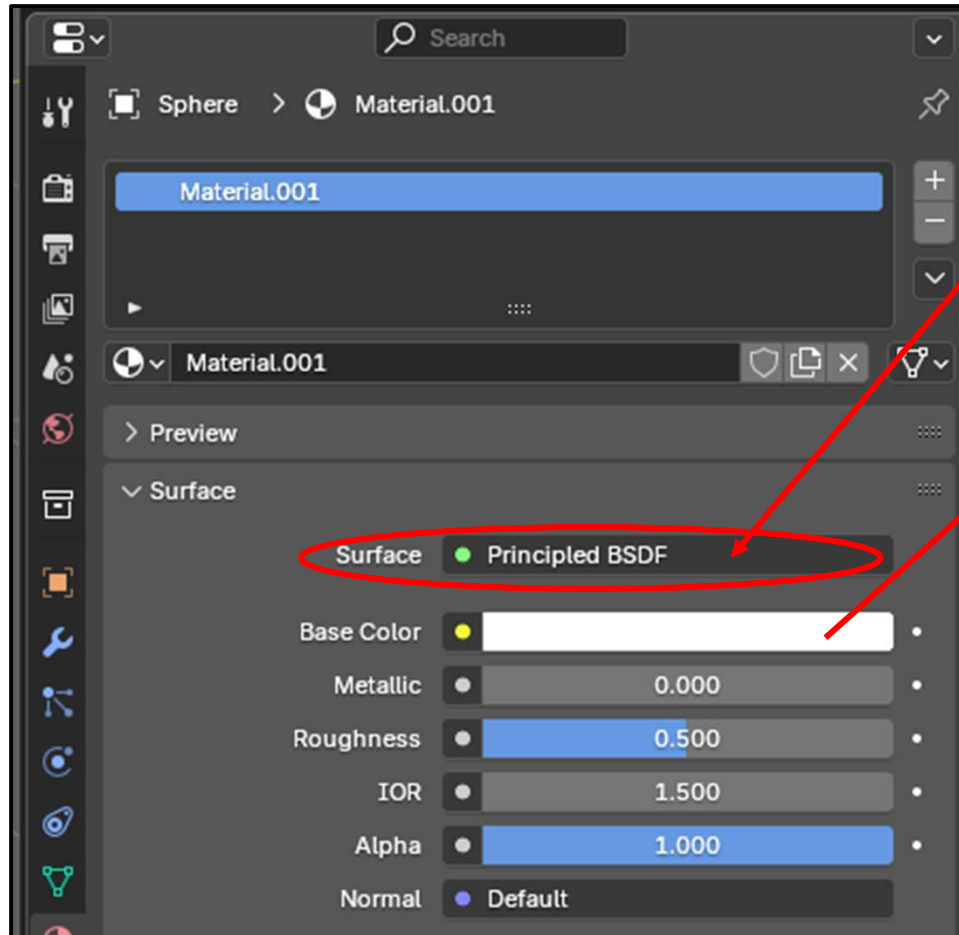 Search
Sphere > Material.001
Material.001
Material.001
Preview
Surface
Surface Principled BSDF
Base Color
Metallic 0.000
Roughness 0.500
IOR 1.500
Alpha 1.000
Normal Default